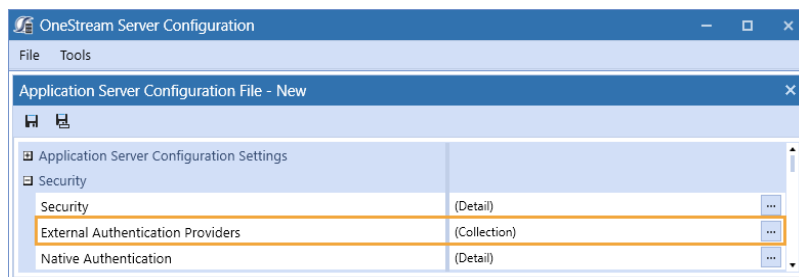 OneStream Server Configuration
File Tools
Application Server Configuration File - New
Application Server Configuration Settings
Security
Security (Detail) ...
External Authentication Providers (Collection) ...
Native Authentication (Detail) ...